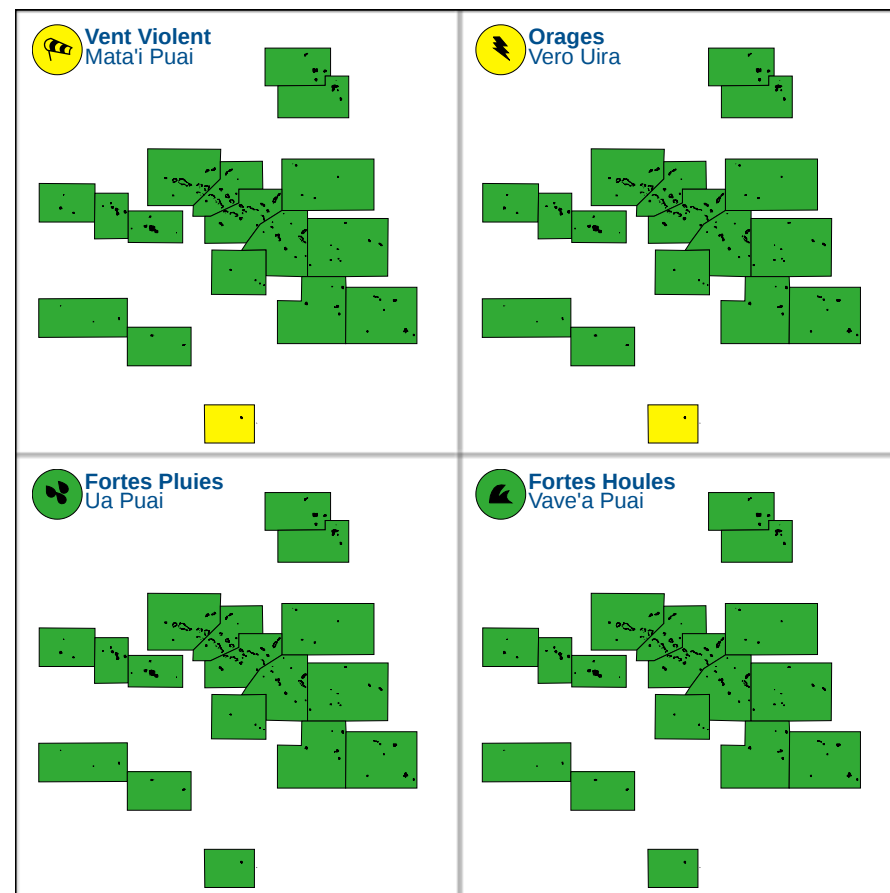 Vent Violent
Mata'i Puai
Orages
Vero Uira
Fortes Pluies
Ua Puai
Fortes Houles
Vave'a Puai